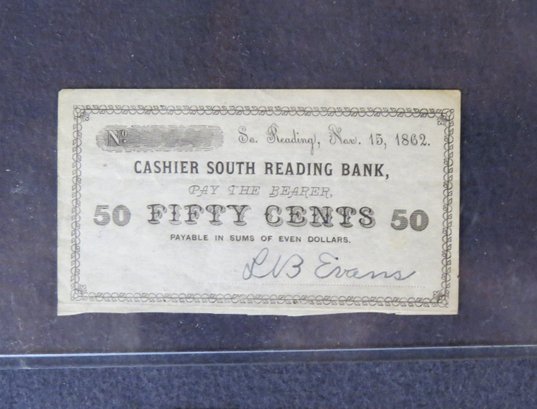 No. So. Reading, Nov. 15, 1862.
CASHIER SOUTH READING BANK,
PAY THE BEARER,
50 FIFTY CENTS 50
PAYABLE IN SUMS OF EVEN DOLLARS.
LB Evans